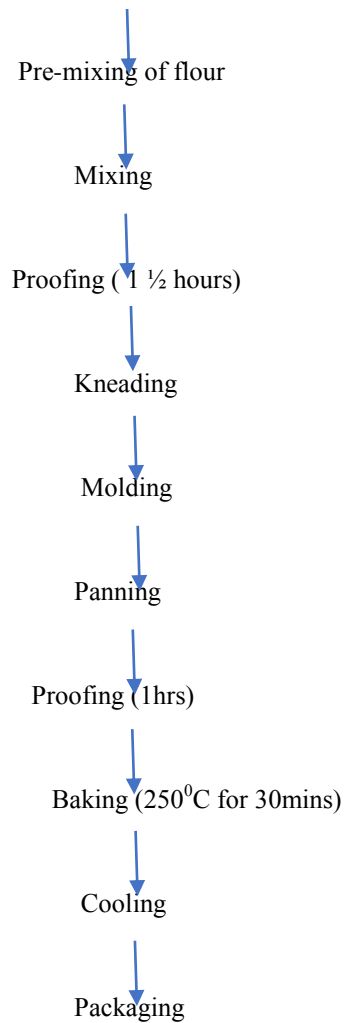 Pre-mixing of flour
Mixing
Proofing ( 1 ½ hours)
Kneading
Molding
Panning
Proofing (1hrs)
Baking (250⁰C for 30mins)
Cooling
Packaging